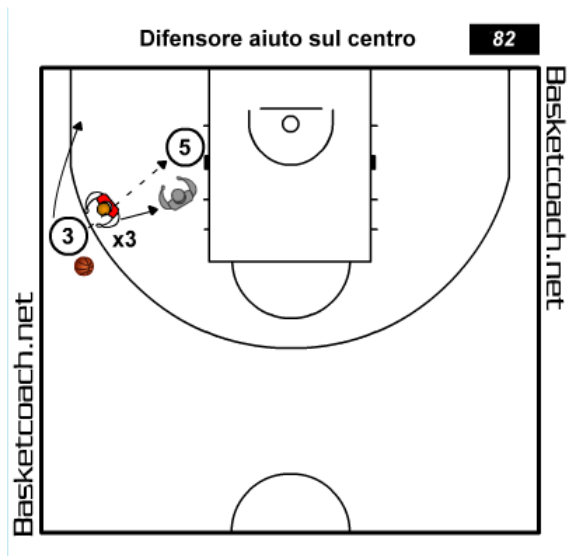 Difensore aiuto sul centro
82
Basketcoach.net
5
3
x3
Basketcoach.net